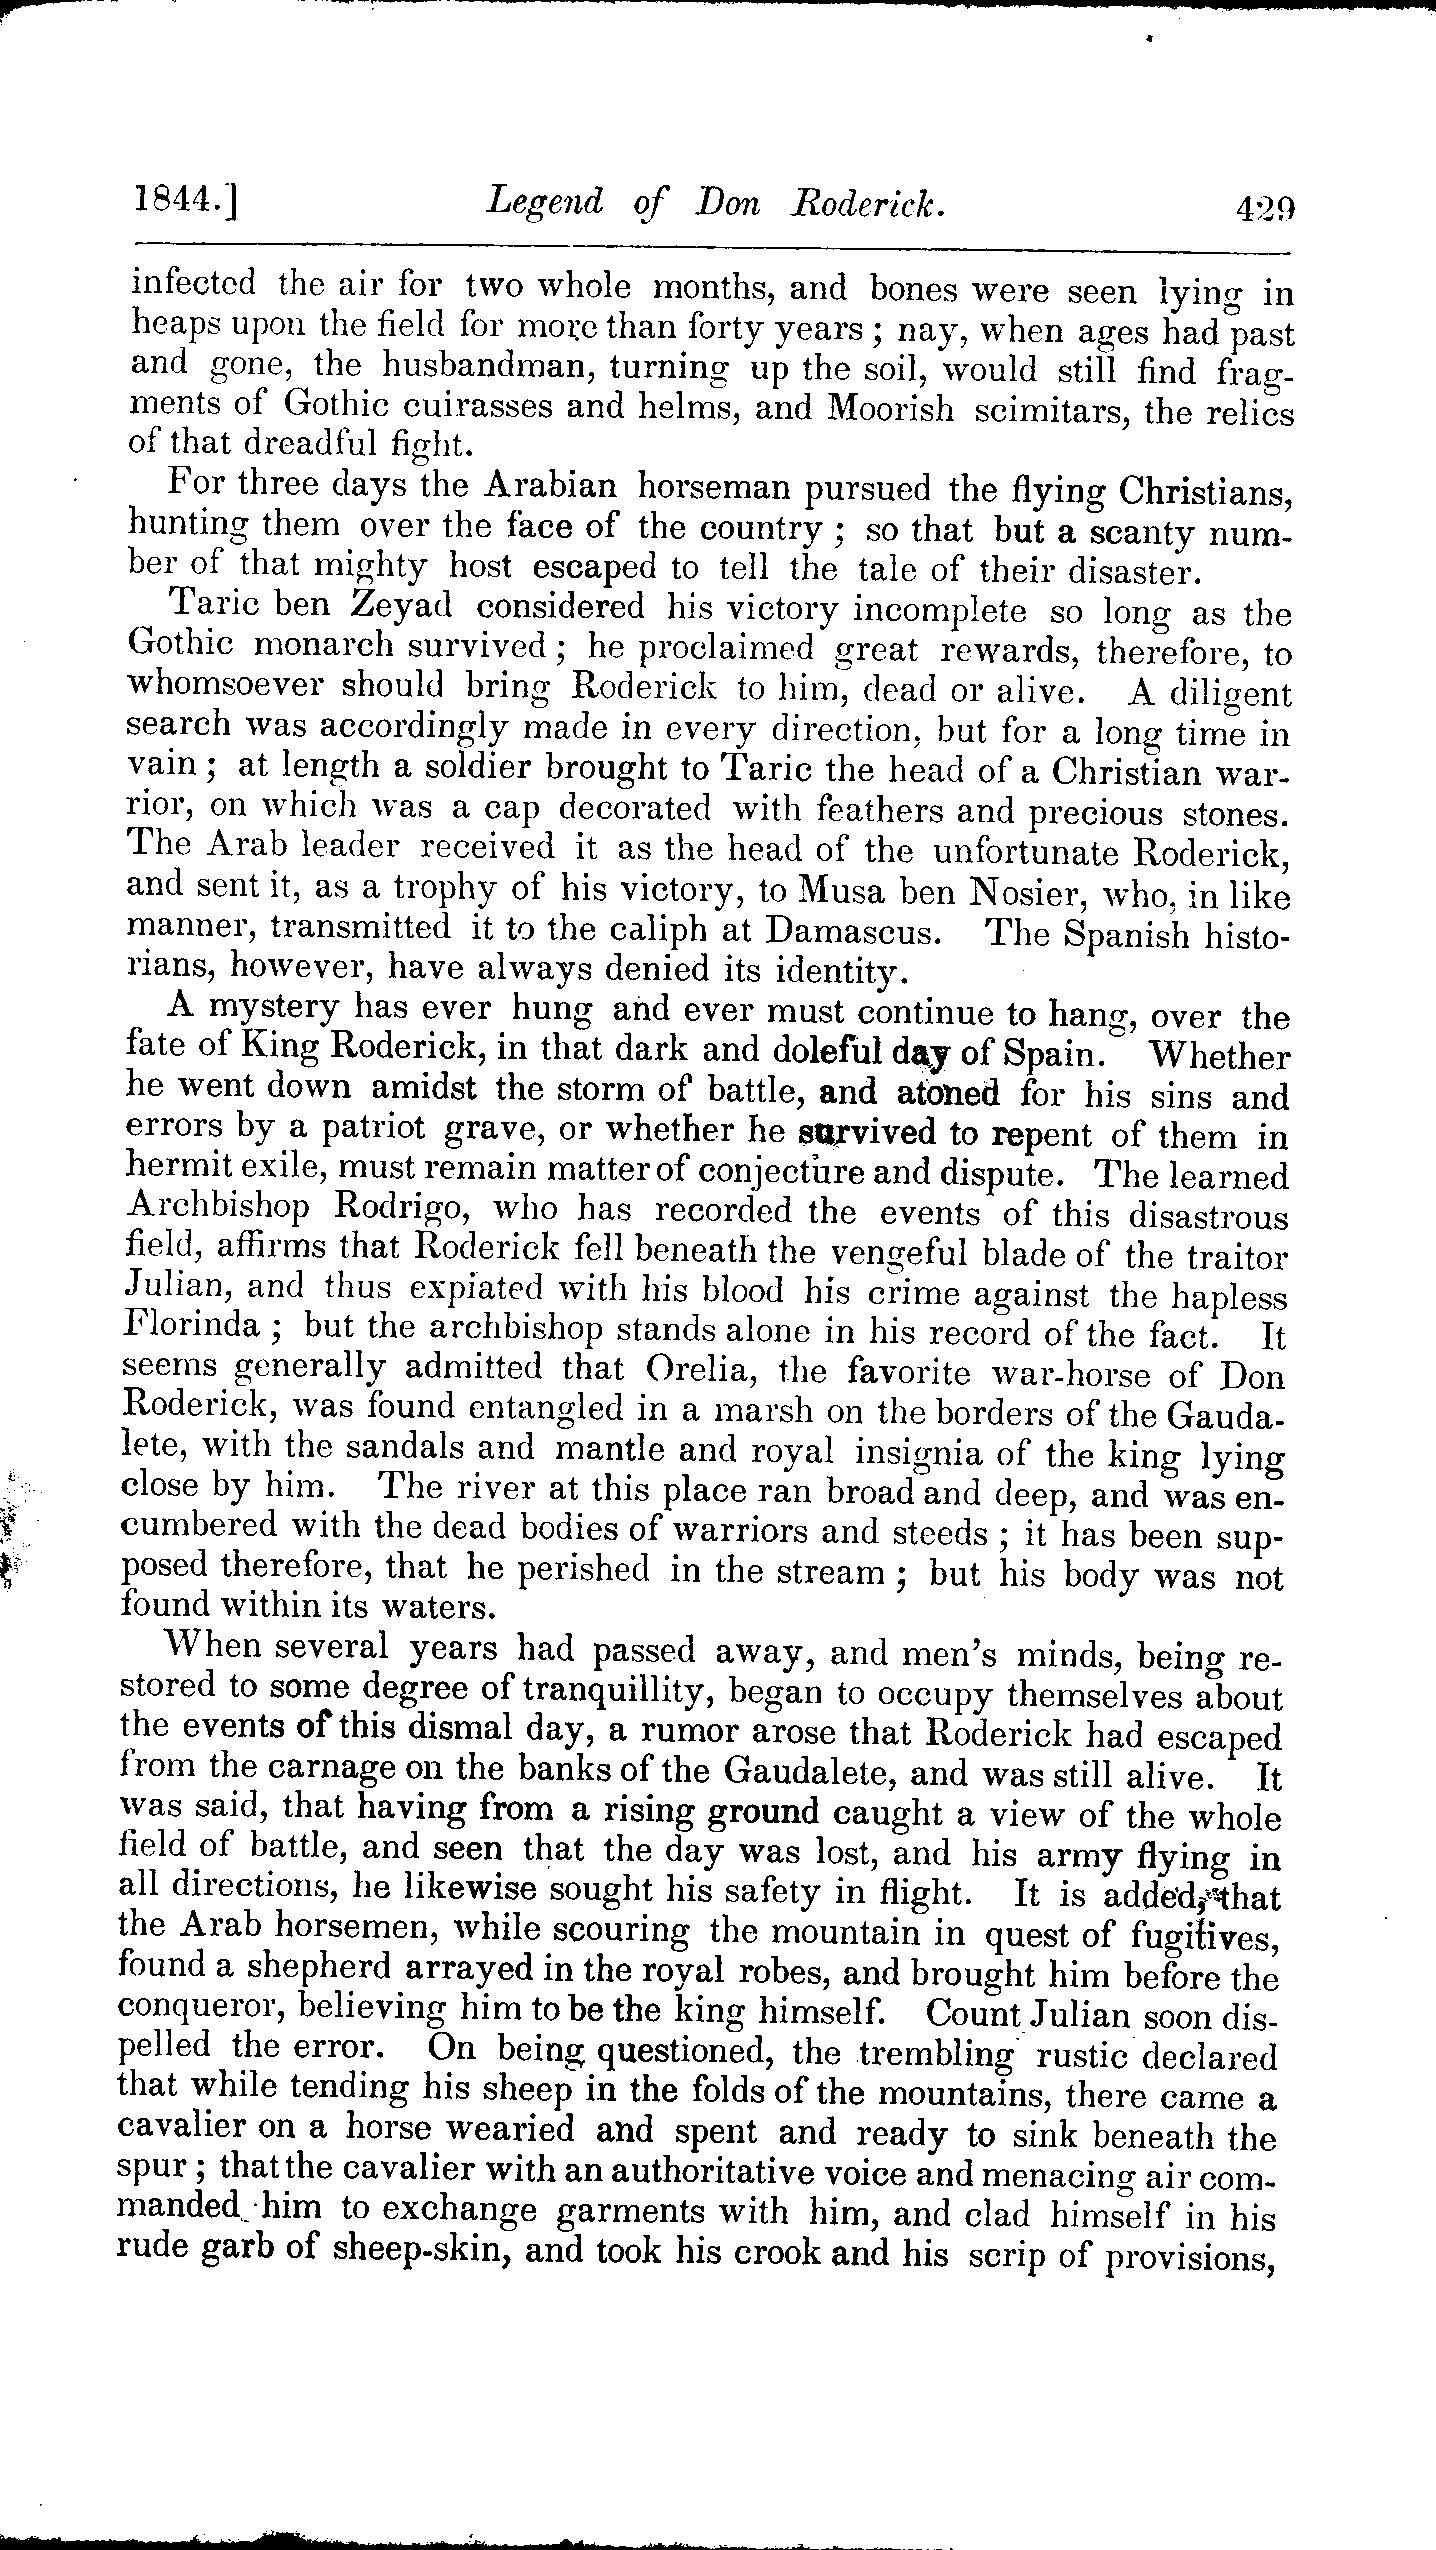 1844.] Legend of Don Roderick. 429
infected the air for two whole months, and bones were seen lying in
heaps upon the field for more than forty years ; nay, when ages had past
and gone, the husbandman, turning up the soil, would still find frag-
ments of Gothic cuirasses and helms, and Moorish scimitars, the relics
of that dreadful fight.
For three days the Arabian horseman pursued the flying Christians,
hunting them over the face of the country ; so that but a scanty num-
ber of that mighty host escaped to tell the tale of their disaster.
Taric ben Zeyad considered his victory incomplete so long as the
Gothic monarch survived ; he proclaimed great rewards, therefore, to
whomsoever should bring Roderick to him, dead or alive. A diligent
search was accordingly made in every direction, but for a long time in
vain ; at length a soldier brought to Taric the head of a Christian war-
rior, on which was a cap decorated with feathers and precious stones.
The Arab leader received it as the head of the unfortunate Roderick,
and sent it, as a trophy of his victory, to Musa ben Nosier, who, in like
manner, transmitted it to the caliph at Damascus. The Spanish histo-
rians, however, have always denied its identity.
A mystery has ever hung and ever must continue to hang, over the
fate of King Roderick, in that dark and doleful day of Spain. Whether
he went down amidst the storm of battle, and atoned for his sins and
errors by a patriot grave, or whether he survived to repent of them in
hermit exile, must remain matter of conjecture and dispute. The learned
Archbishop Rodrigo, who has recorded the events of this disastrous
field, affirms that Roderick fell beneath the vengeful blade of the traitor
Julian, and thus expiated with his blood his crime against the hapless
Florinda ; but the archbishop stands alone in his record of the fact. It
seems generally admitted that Orelia, the favorite war-horse of Don
Roderick, was found entangled in a marsh on the borders of the Gauda-
lete, with the sandals and mantle and royal insignia of the king lying
close by him. The river at this place ran broad and deep, and was en-
cumbered with the dead bodies of warriors and steeds ; it has been sup-
posed therefore, that he perished in the stream ; but his body was not
found within its waters.
When several years had passed away, and men's minds, being re-
stored to some degree of tranquillity, began to occupy themselves about
the events of this dismal day, a rumor arose that Roderick had escaped
from the carnage on the banks of the Gaudalete, and was still alive. It
was said, that having from a rising ground caught a view of the whole
field of battle, and seen that the day was lost, and his army flying in
all directions, he likewise sought his safety in flight. It is added, that
the Arab horsemen, while scouring the mountain in quest of fugitives,
found a shepherd arrayed in the royal robes, and brought him before the
conqueror, believing him to be the king himself. Count Julian soon dis-
pelled the error. On being questioned, the trembling rustic declared
that while tending his sheep in the folds of the mountains, there came a
cavalier on a horse wearied and spent and ready to sink beneath the
spur ; that the cavalier with an authoritative voice and menacing air com-
manded him to exchange garments with him, and clad himself in his
rude garb of sheep-skin, and took his crook and his scrip of provisions,